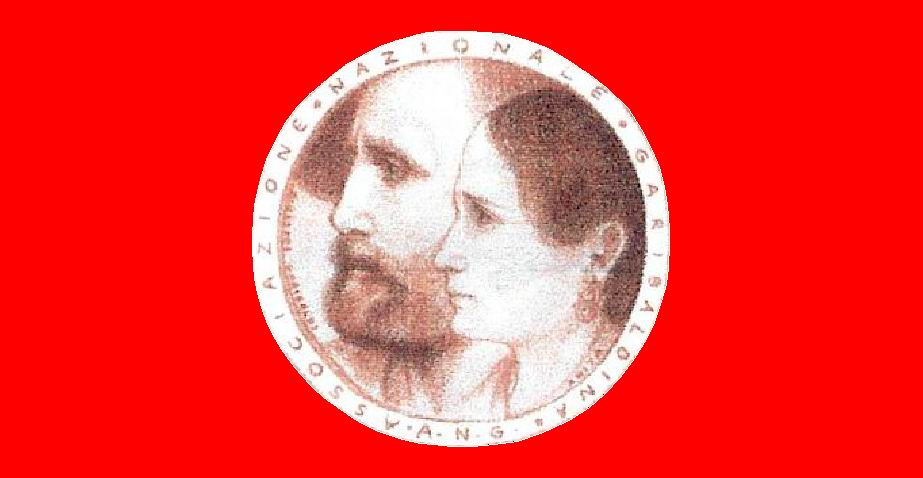 ASSOCIAZIONE • NAZIONALE • GARIBALDINA •
A.N.G.